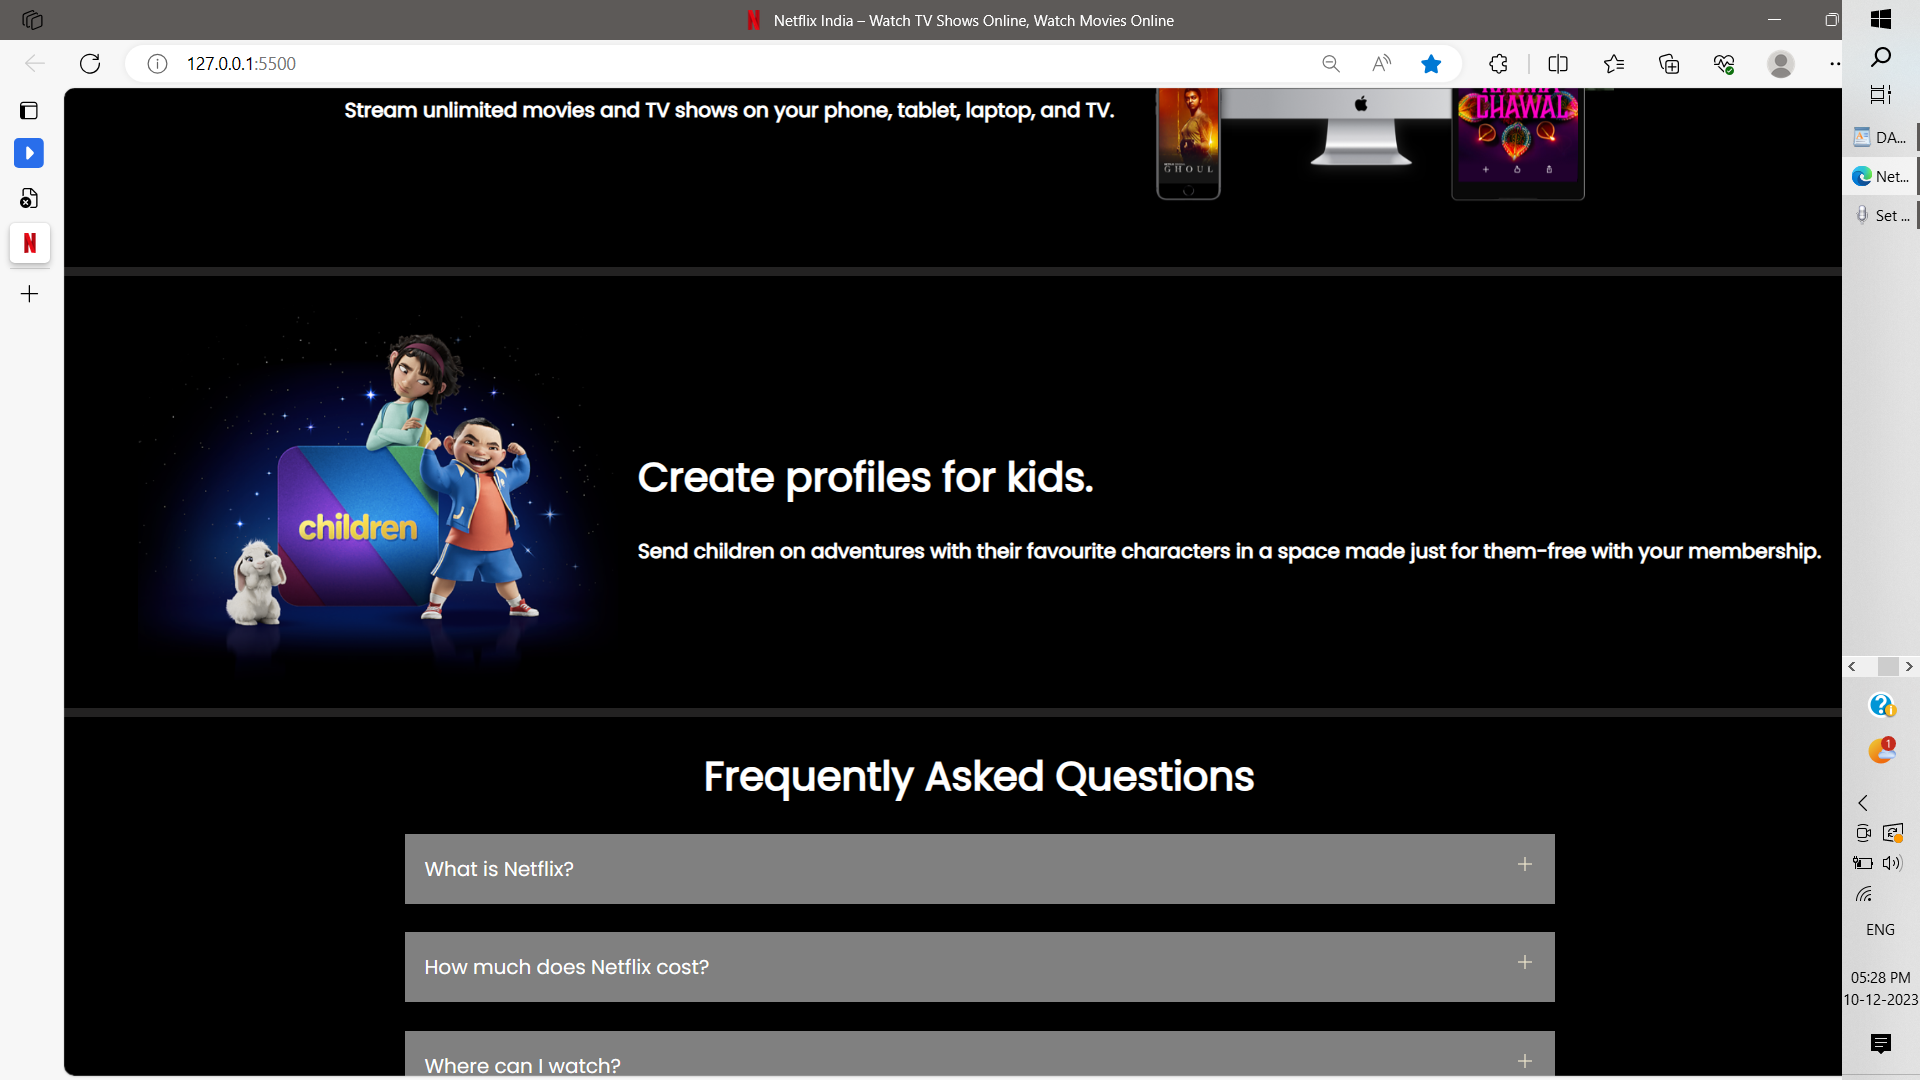 Netflix India – Watch TV Shows Online, Watch Movies Online
127.0.0.1:5500
DA...
Net...
Set ...
Stream unlimited movies and TV shows on your phone, tablet, laptop, and TV.
GHOUL
CHAWAL
children
Create profiles for kids.
Send children on adventures with their favourite characters in a space made just for them-free with your membership.
Frequently Asked Questions
What is Netflix?
How much does Netflix cost?
Where can I watch?
1
ENG
05:28 PM
10-12-2023